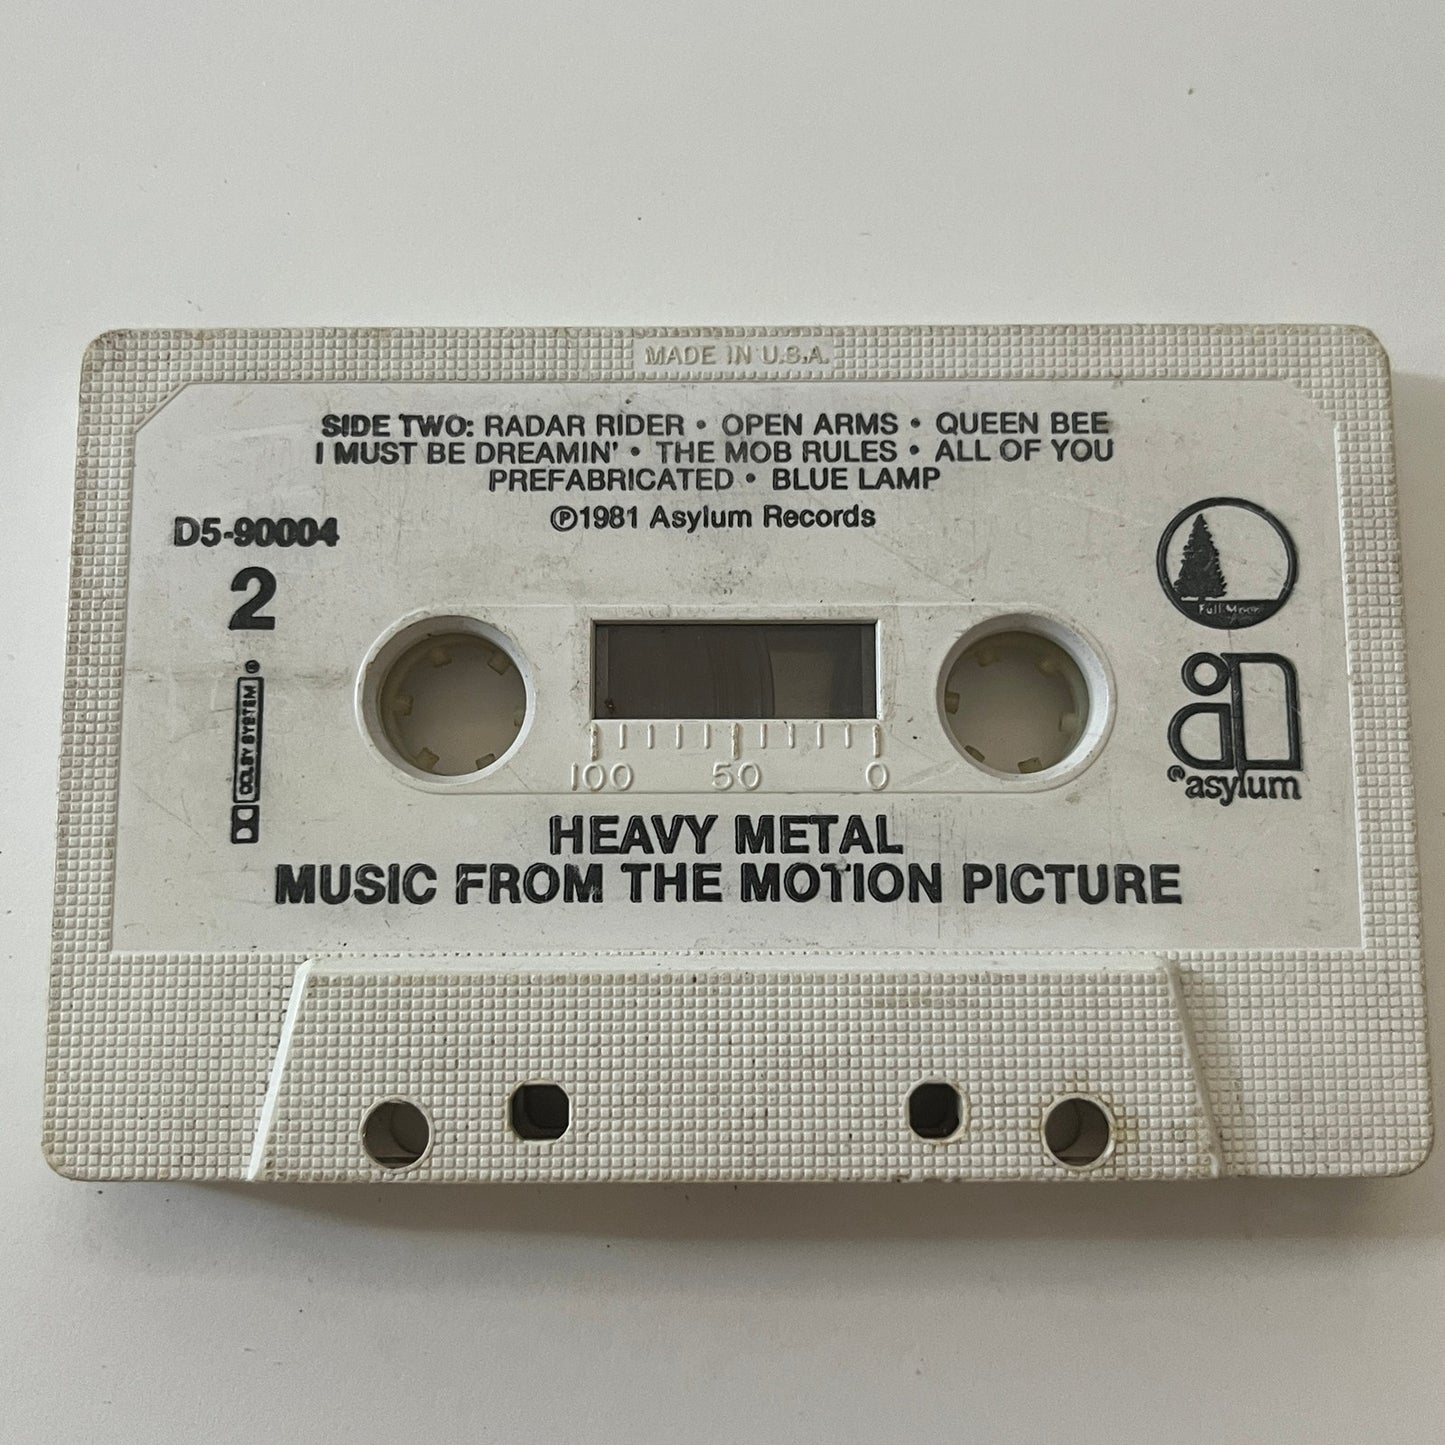 MADE IN U.S.A.
SIDE TWO: RADAR RIDER • OPEN ARMS • QUEEN BEE
I MUST BE DREAMIN' • THE MOB RULES • ALL OF YOU
PREFABRICATED • BLUE LAMP
℗1981 Asylum Records
D5-90004
2
DOLBY SYSTEM ®
Full Moon
® asylum
100 50 0
HEAVY METAL
MUSIC FROM THE MOTION PICTURE